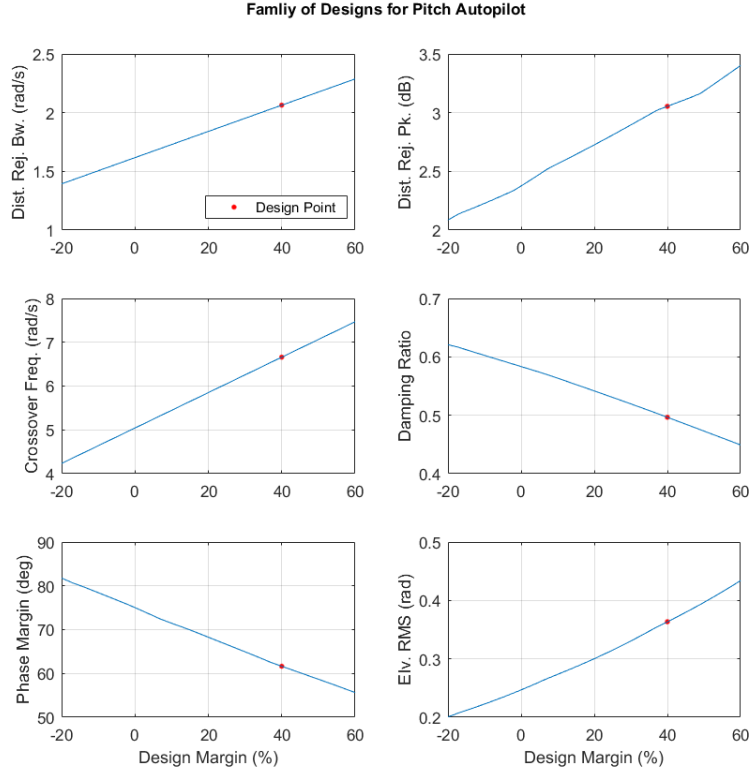 Famliy of Designs for Pitch Autopilot
Dist. Rej. Bw. (rad/s)
2.5
2
1.5
1
-20 0 20 40 60
Design Point
Dist. Rej. Pk. (dB)
3.5
3
2.5
2
-20 0 20 40 60
Crossover Freq. (rad/s)
8
7
6
5
4
-20 0 20 40 60
Damping Ratio
0.7
0.6
0.5
0.4
-20 0 20 40 60
Phase Margin (deg)
90
80
70
60
50
-20 0 20 40 60
Design Margin (%)
Elv. RMS (rad)
0.5
0.4
0.3
0.2
-20 0 20 40 60
Design Margin (%)